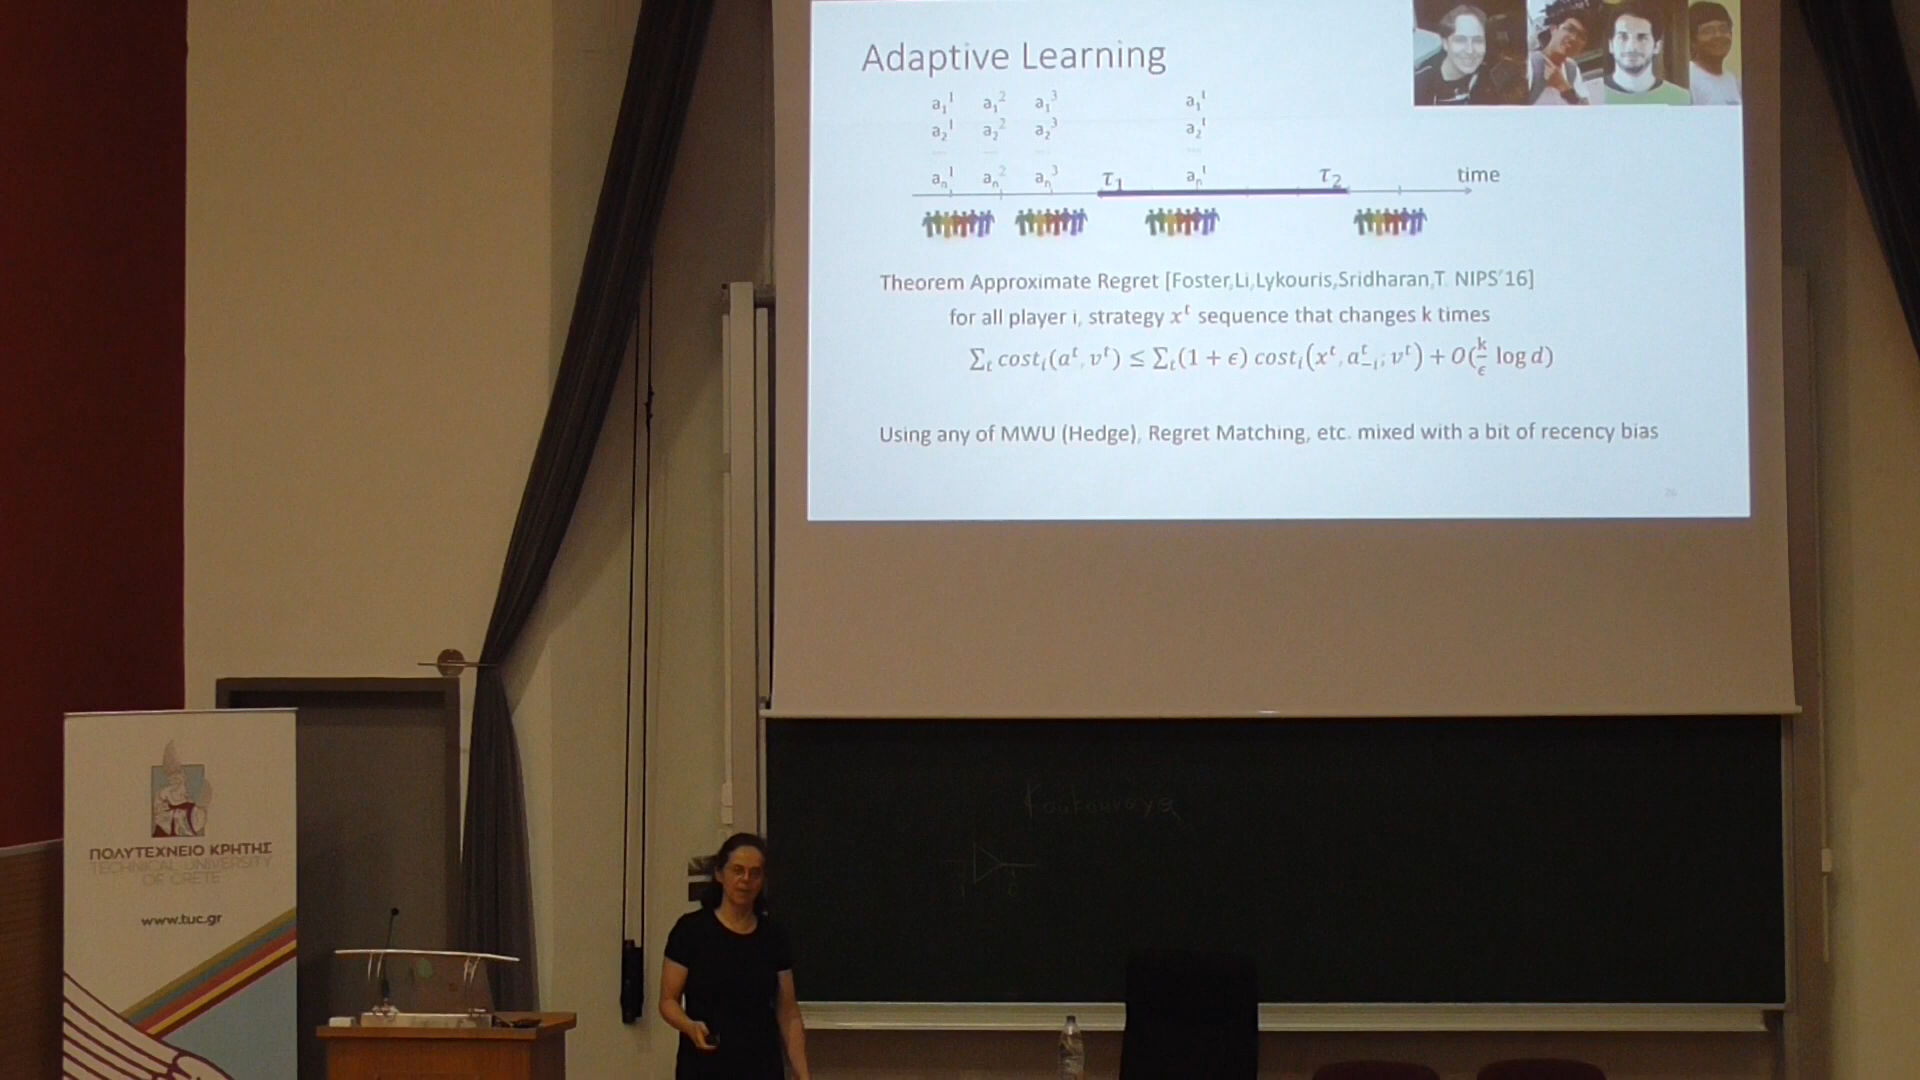 Adaptive Learning
a₁¹ a₁² a₁³ a₁ᵗ
a₂¹ a₂² a₂³ a₂ᵗ
... ... ... ...
aₙ¹ aₙ² aₙ³ τ₁ aₙᵗ τ₂ time
Theorem Approximate Regret [Foster,Li,Lykouris,Sridharan,T. NIPS'16]
for all player i, strategy xᵗ sequence that changes k times
∑ₜ costᵢ(aᵗ, vᵗ) ≤ ∑ₜ(1 + ϵ) costᵢ(xᵗ, a₋ᵢᵗ; vᵗ) + O(k/ϵ log d)
Using any of MWU (Hedge), Regret Matching, etc. mixed with a bit of recency bias
ΠΟΛΥΤΕΧΝΕΙΟ ΚΡΗΤΗΣ
TECHNICAL UNIVERSITY
OF CRETE
www.tuc.gr